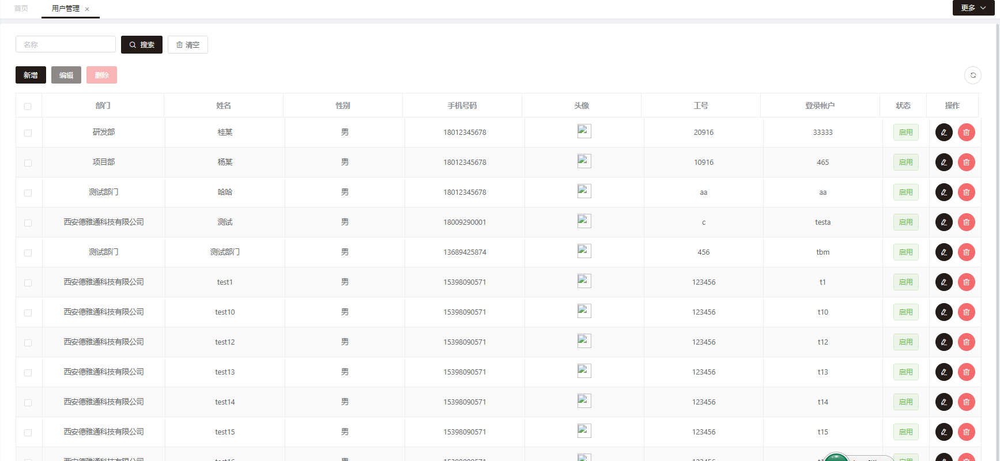 首页 用户管理 更多
名称 搜索 清空
新增 编辑 删除
部门 姓名 性别 手机号码 头像 工号 登录帐户 状态 操作
研发部 桂某 男 18012345678 20916 33333 启用
项目部 杨某 男 18012345678 10916 465 启用
测试部门 哈哈 男 18012345678 aa aa 启用
西安德雅通科技有限公司 测试 男 18009290001 c testa 启用
测试部门 测试部门 男 13689425874 456 tbm 启用
西安德雅通科技有限公司 test1 男 15398090571 123456 t1 启用
西安德雅通科技有限公司 test10 男 15398090571 123456 t10 启用
西安德雅通科技有限公司 test12 男 15398090571 123456 t12 启用
西安德雅通科技有限公司 test13 男 15398090571 123456 t13 启用
西安德雅通科技有限公司 test14 男 15398090571 123456 t14 启用
西安德雅通科技有限公司 test15 男 15398090571 123456 t15 启用